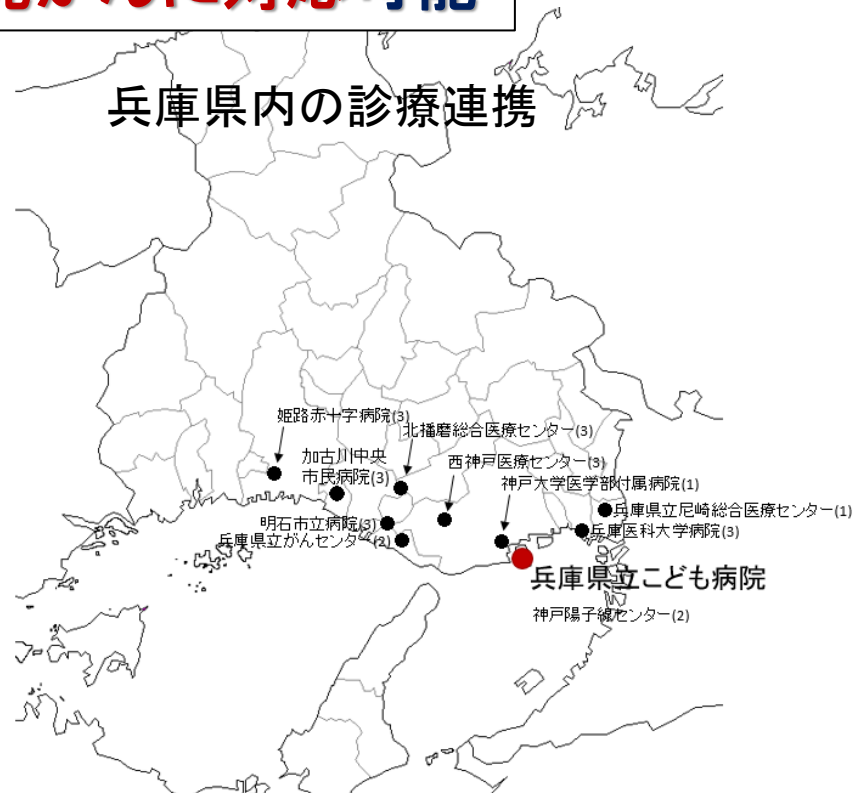 に対応可能
兵庫県内の診療連携
姫路赤十字病院(3)
北播磨総合医療センター(3)
加古川中央
市民病院(3)
西神戸医療センター(3)
神戸大学医学部付属病院(1)
兵庫県立尼崎総合医療センター(1)
明石市立病院(3)
兵庫医科大学病院(3)
兵庫県立がんセンター(2)
兵庫県立こども病院
神戸陽子線センター(2)